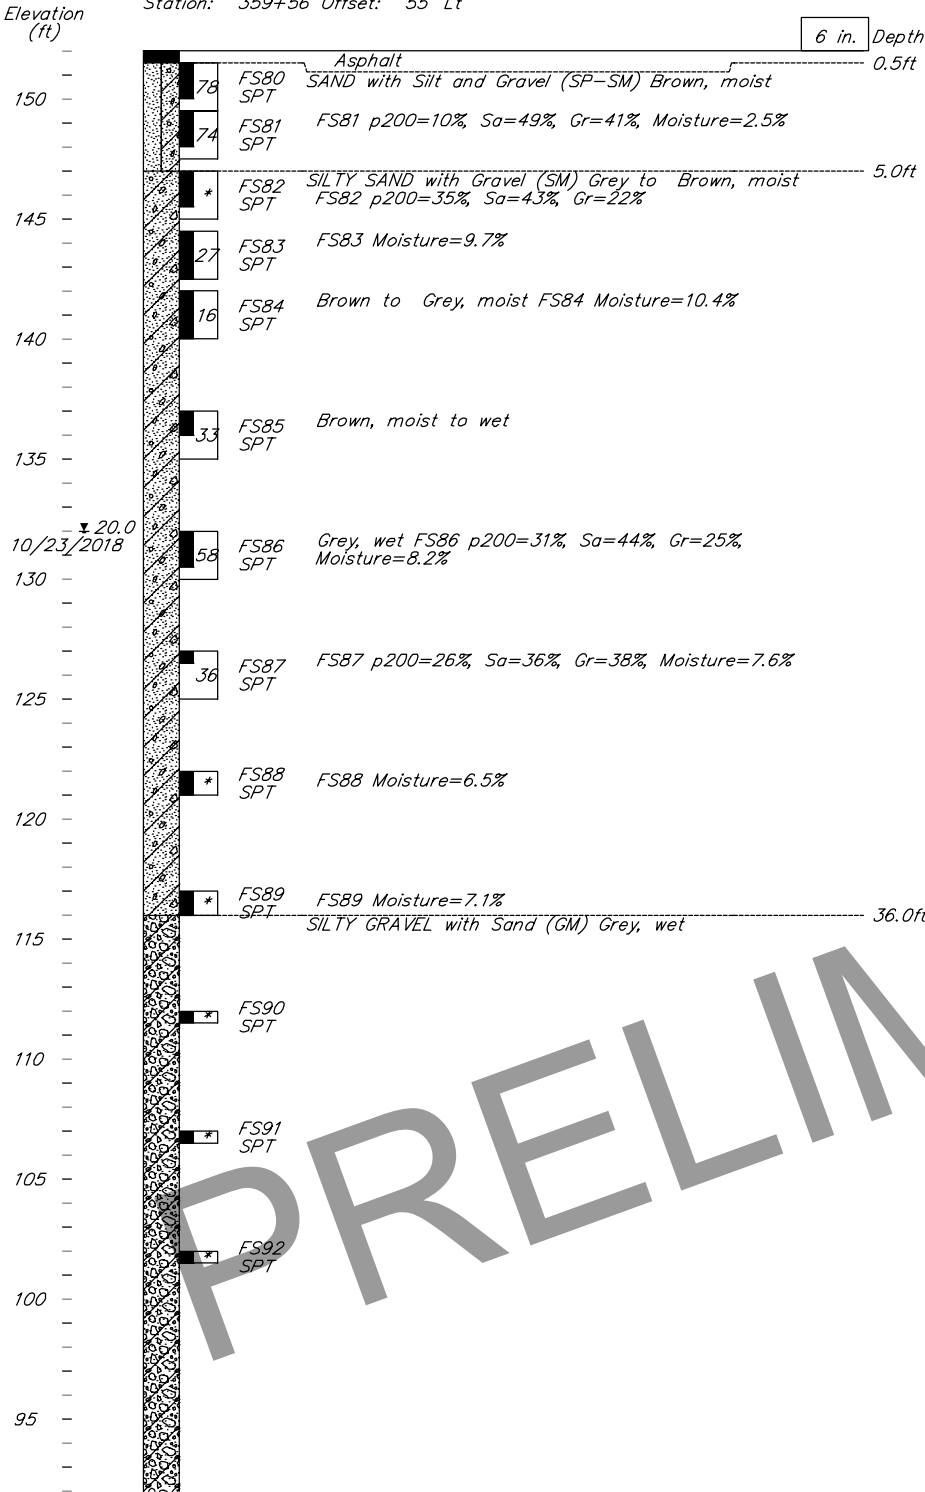 Station: 359+56 Offset: 55' Lt
Elevation
(ft)
6 in. Depth
Asphalt
0.5ft
78 FS80 SAND with Silt and Gravel (SP-SM) Brown, moist
SPT
150
74 FS81 FS81 p200=10%, Sa=49%, Gr=41%, Moisture=2.5%
SPT
5.0ft
* FS82 SILTY SAND with Gravel (SM) Grey to Brown, moist
SPT FS82 p200=35%, Sa=43%, Gr=22%
145
27 FS83 FS83 Moisture=9.7%
SPT
16 FS84 Brown to Grey, moist FS84 Moisture=10.4%
SPT
140
33 FS85 Brown, moist to wet
SPT
135
20.0
10/23/2018
58 FS86 Grey, wet FS86 p200=31%, Sa=44%, Gr=25%,
SPT Moisture=8.2%
130
36 FS87 FS87 p200=26%, Sa=36%, Gr=38%, Moisture=7.6%
SPT
125
* FS88 FS88 Moisture=6.5%
SPT
120
* FS89 FS89 Moisture=7.1%
SPT
36.0ft
SILTY GRAVEL with Sand (GM) Grey, wet
115
* FS90
SPT
110
* FS91
SPT
105
* FS92
SPT
100
95
PRELIM